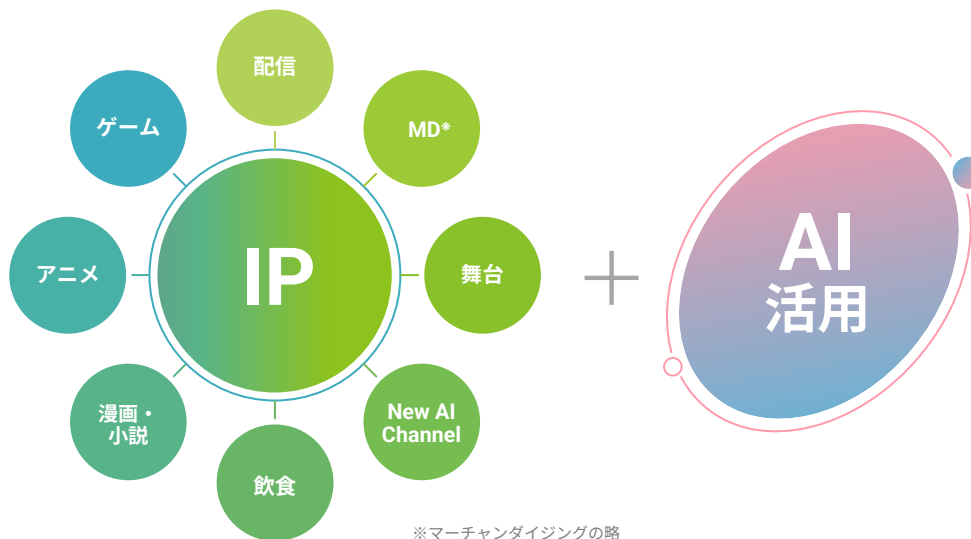 配信
ゲーム
MD※
アニメ
IP
舞台
漫画・
小説
New AI
Channel
飲食
AI
活用
※マーチャンダイジングの略